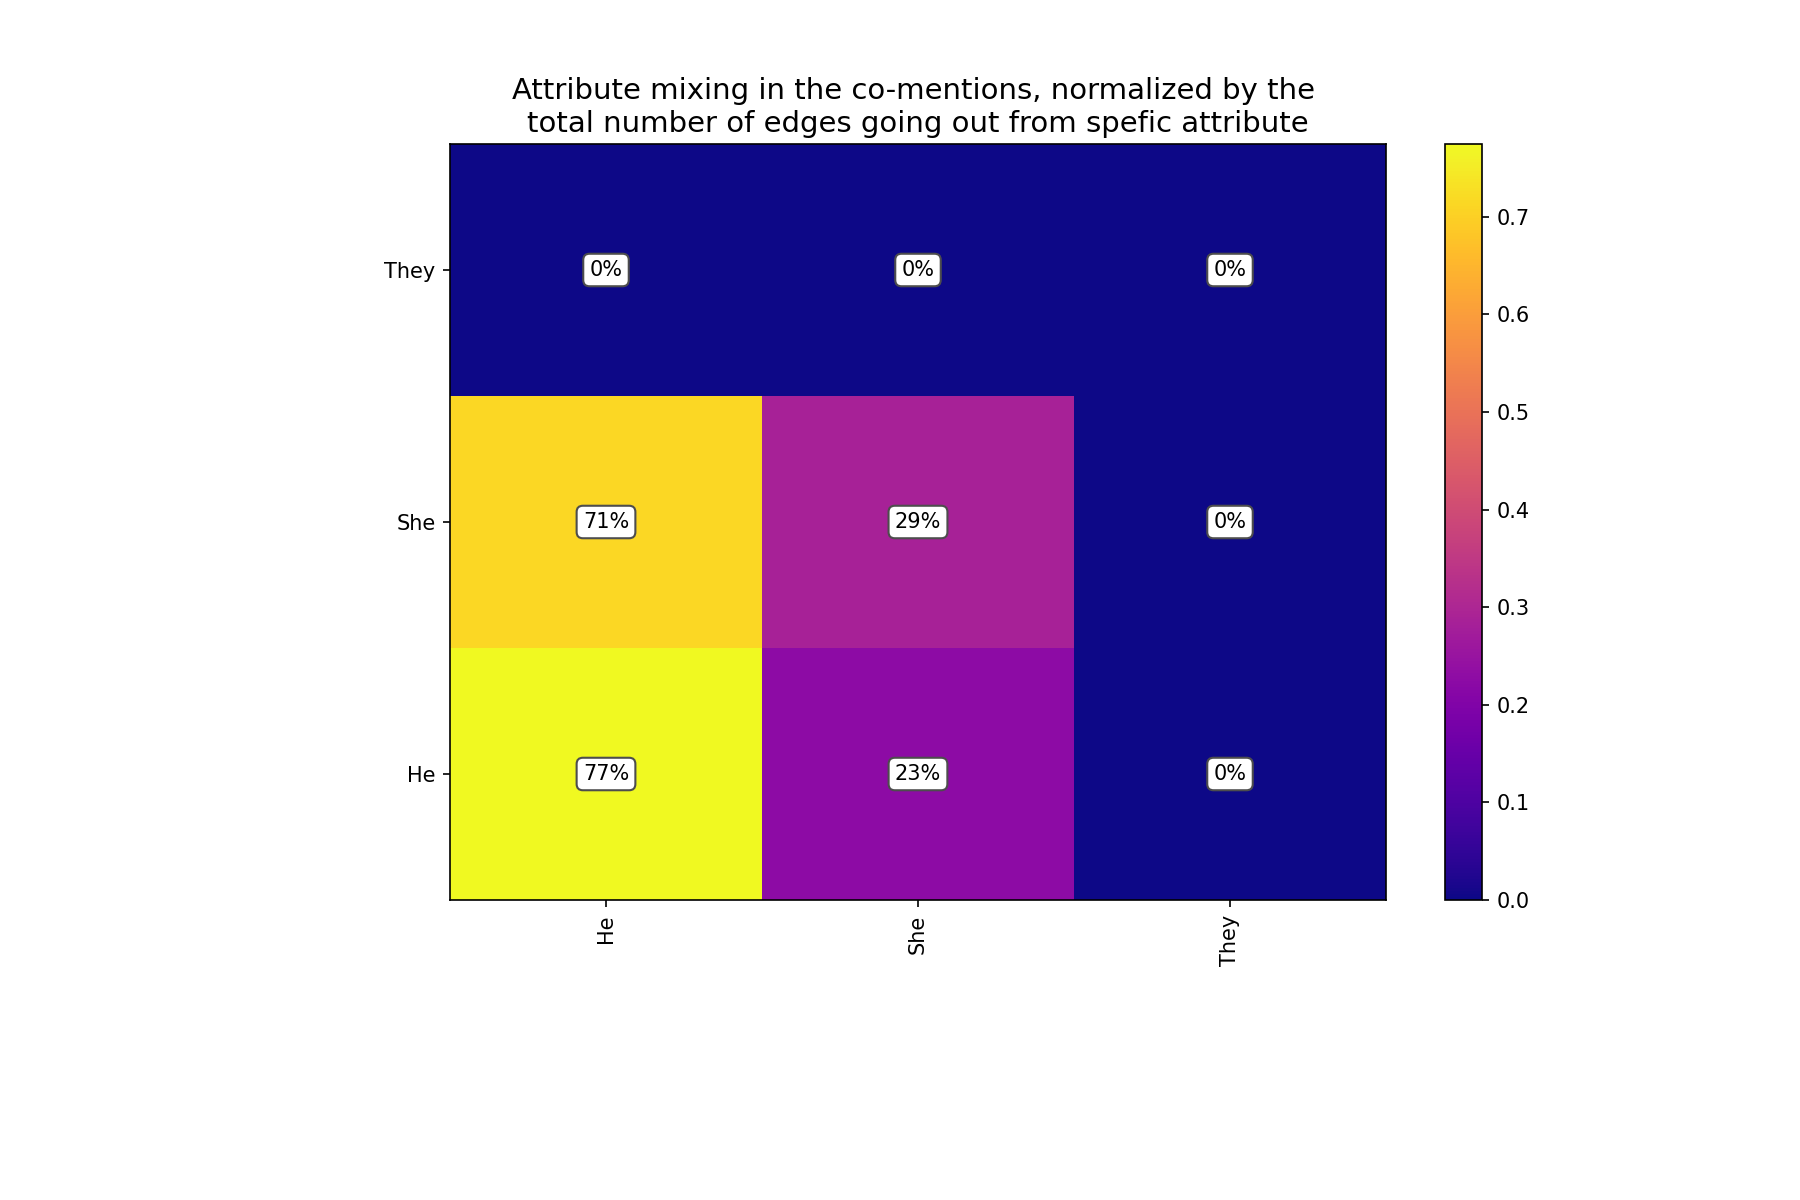 Attribute mixing in the co-mentions, normalized by the
total number of edges going out from spefic attribute
They
0%
0%
0%
0.7
0.6
0.5
She
71%
29%
0%
0.4
0.3
0.2
He
77%
23%
0%
0.1
0.0
He
She
They